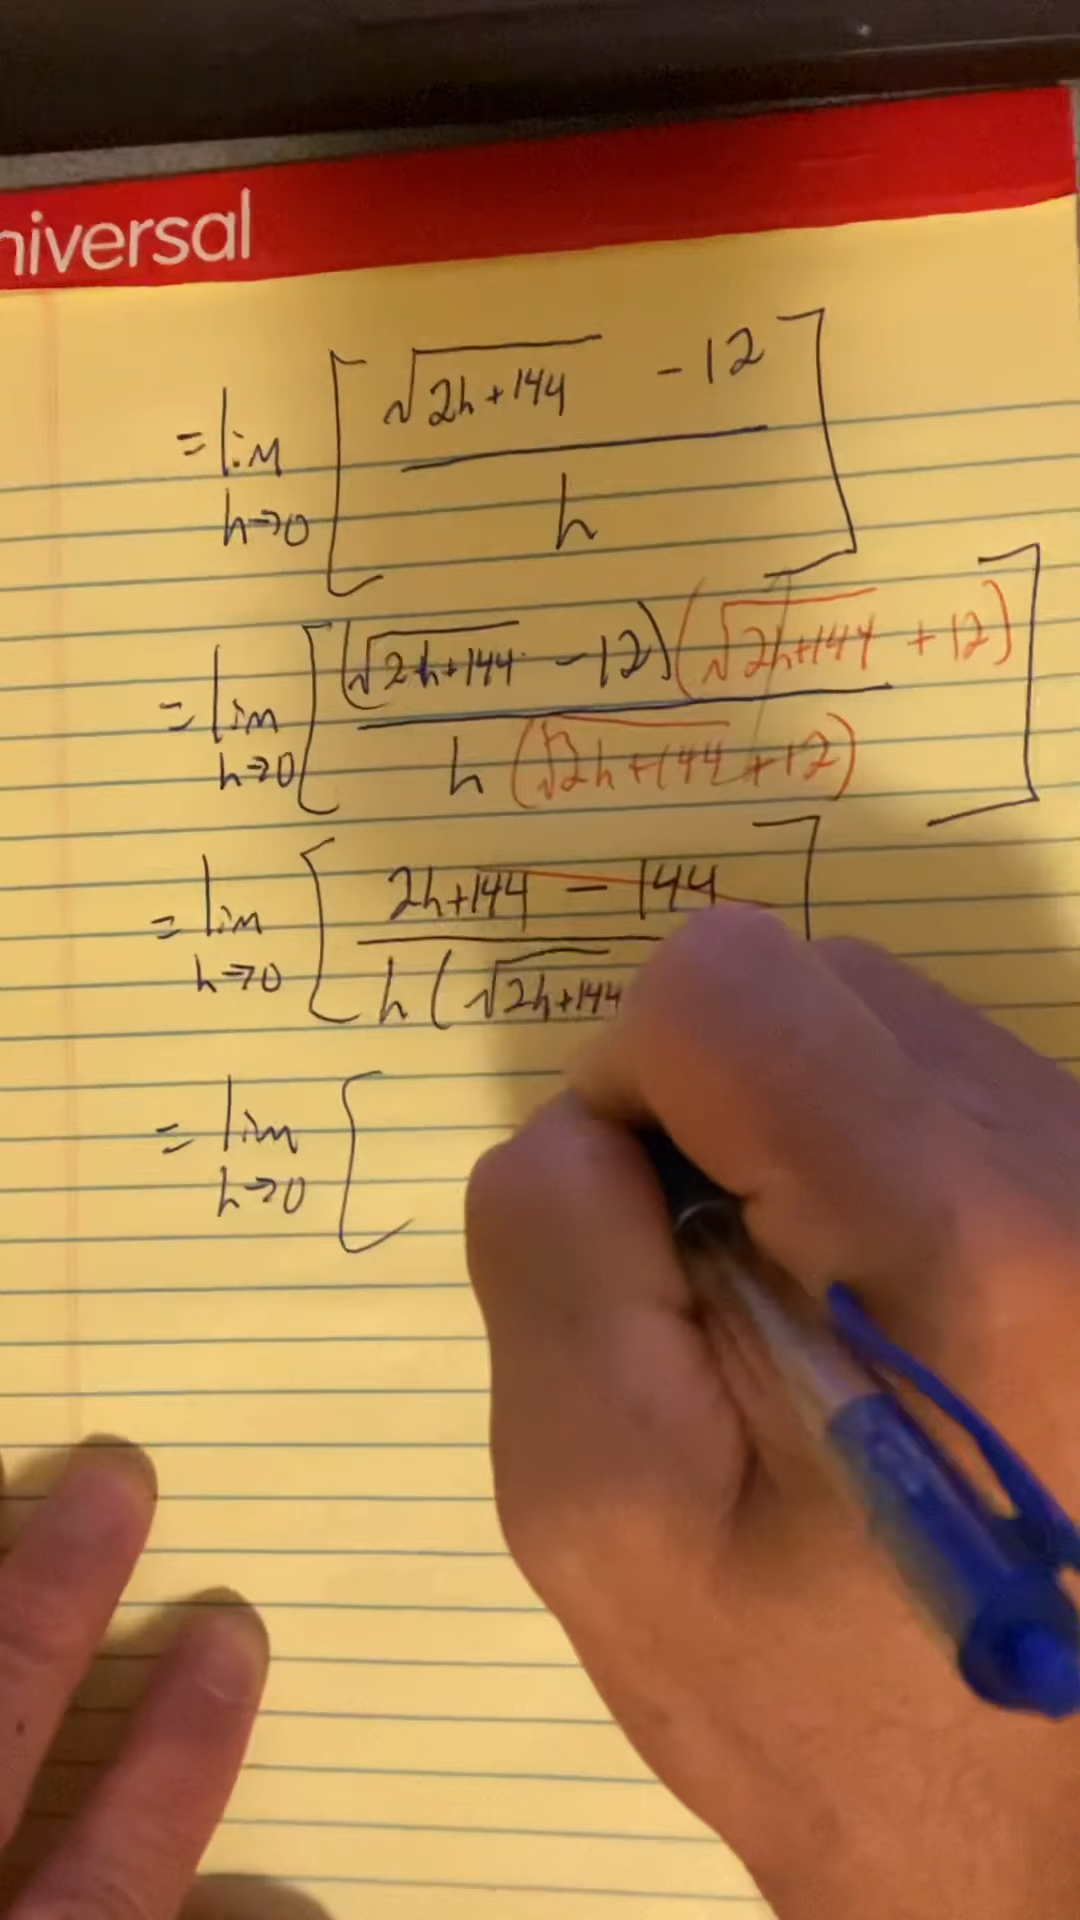 niversal
= lim h→0 [ (√(2h+144) - 12) / h ]
= lim h→0 [ (√(2h+144) - 12)(√(2h+144) + 12) / h(√(2h+144) + 12) ]
= lim h→0 [ 2h+144 - 144 / h(√(2h+144) ]
= lim h→0 [